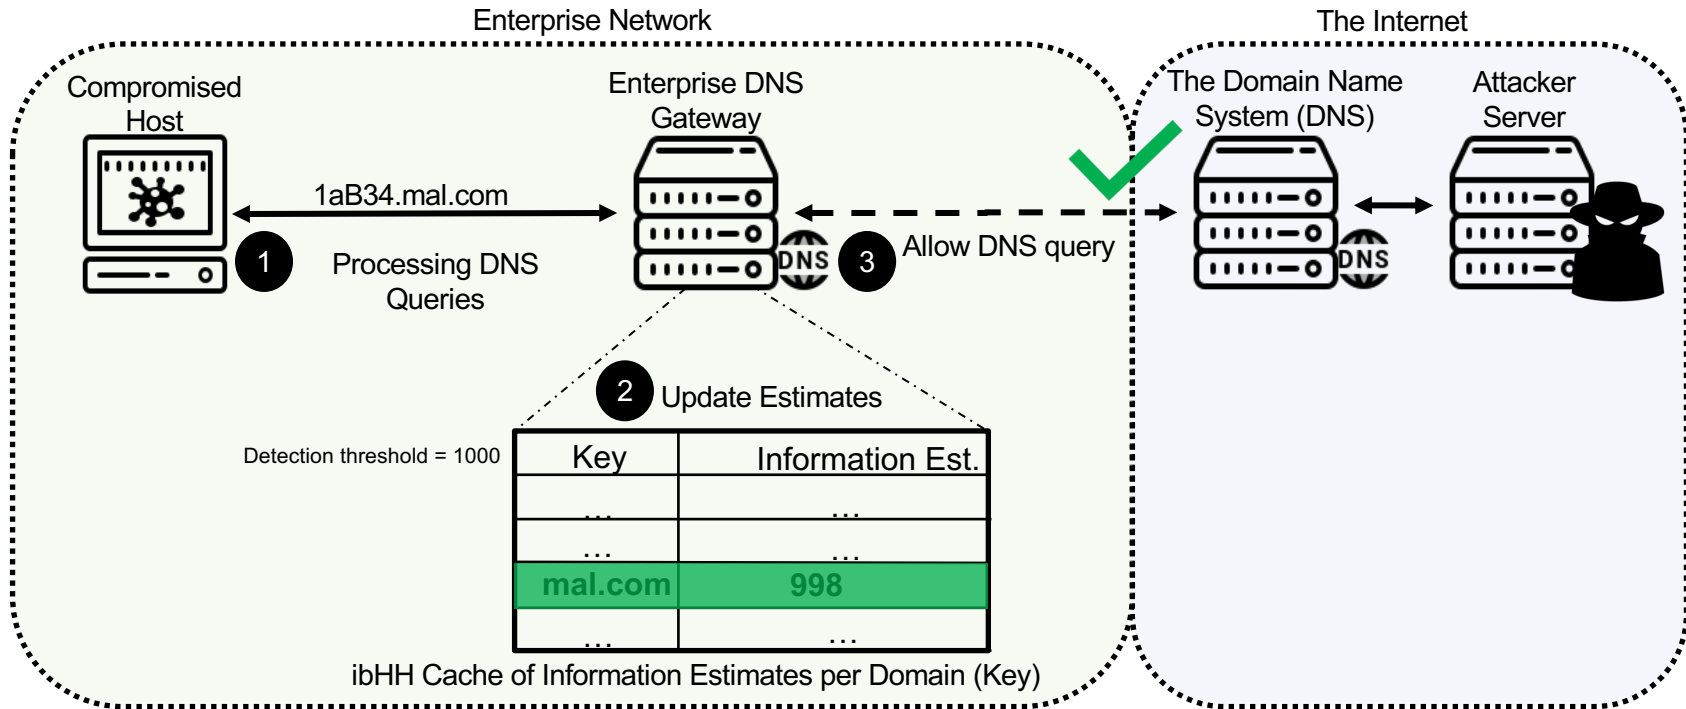 Enterprise Network
The Internet
Compromised
Host
Enterprise DNS
Gateway
The Domain Name
System (DNS)
Attacker
Server
1aB34.mal.com
1
Processing DNS
Queries
DNS
3
Allow DNS query
DNS
2
Update Estimates
Detection threshold = 1000
Key Information Est.
... ...
... ...
mal.com 998
... ...
ibHH Cache of Information Estimates per Domain (Key)